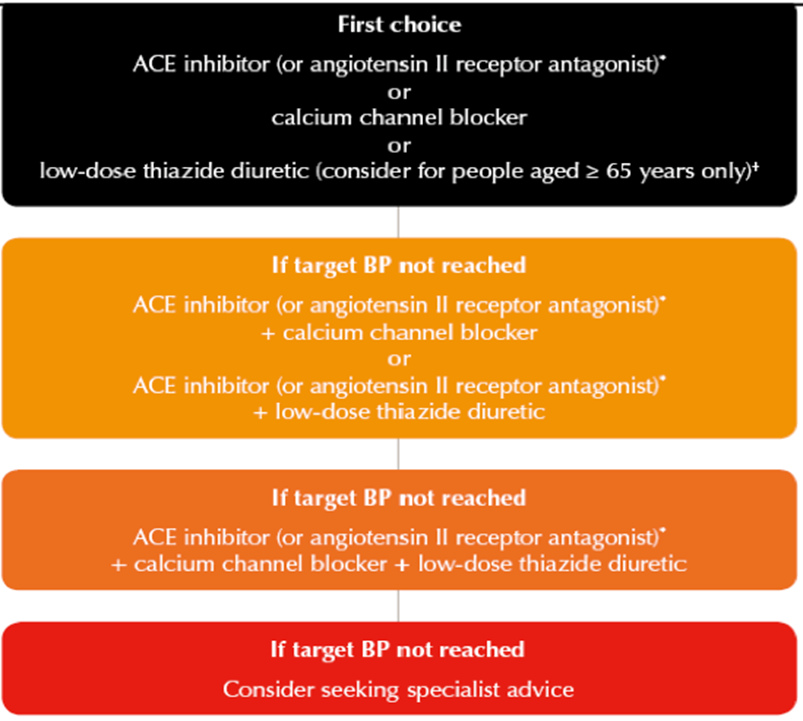 First choice
ACE inhibitor (or angiotensin II receptor antagonist)*
or
calcium channel blocker
or
low-dose thiazide diuretic (consider for people aged ≥ 65 years only)†
If target BP not reached
ACE inhibitor (or angiotensin II receptor antagonist)*
+ calcium channel blocker
or
ACE inhibitor (or angiotensin II receptor antagonist)*
+ low-dose thiazide diuretic
If target BP not reached
ACE inhibitor (or angiotensin II receptor antagonist)*
+ calcium channel blocker + low-dose thiazide diuretic
If target BP not reached
Consider seeking specialist advice